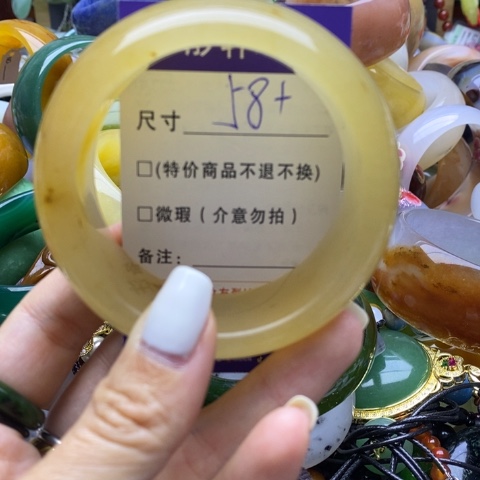 尺寸 58+
□(特价商品不退不换)
□微瑕(介意勿拍)
备注: